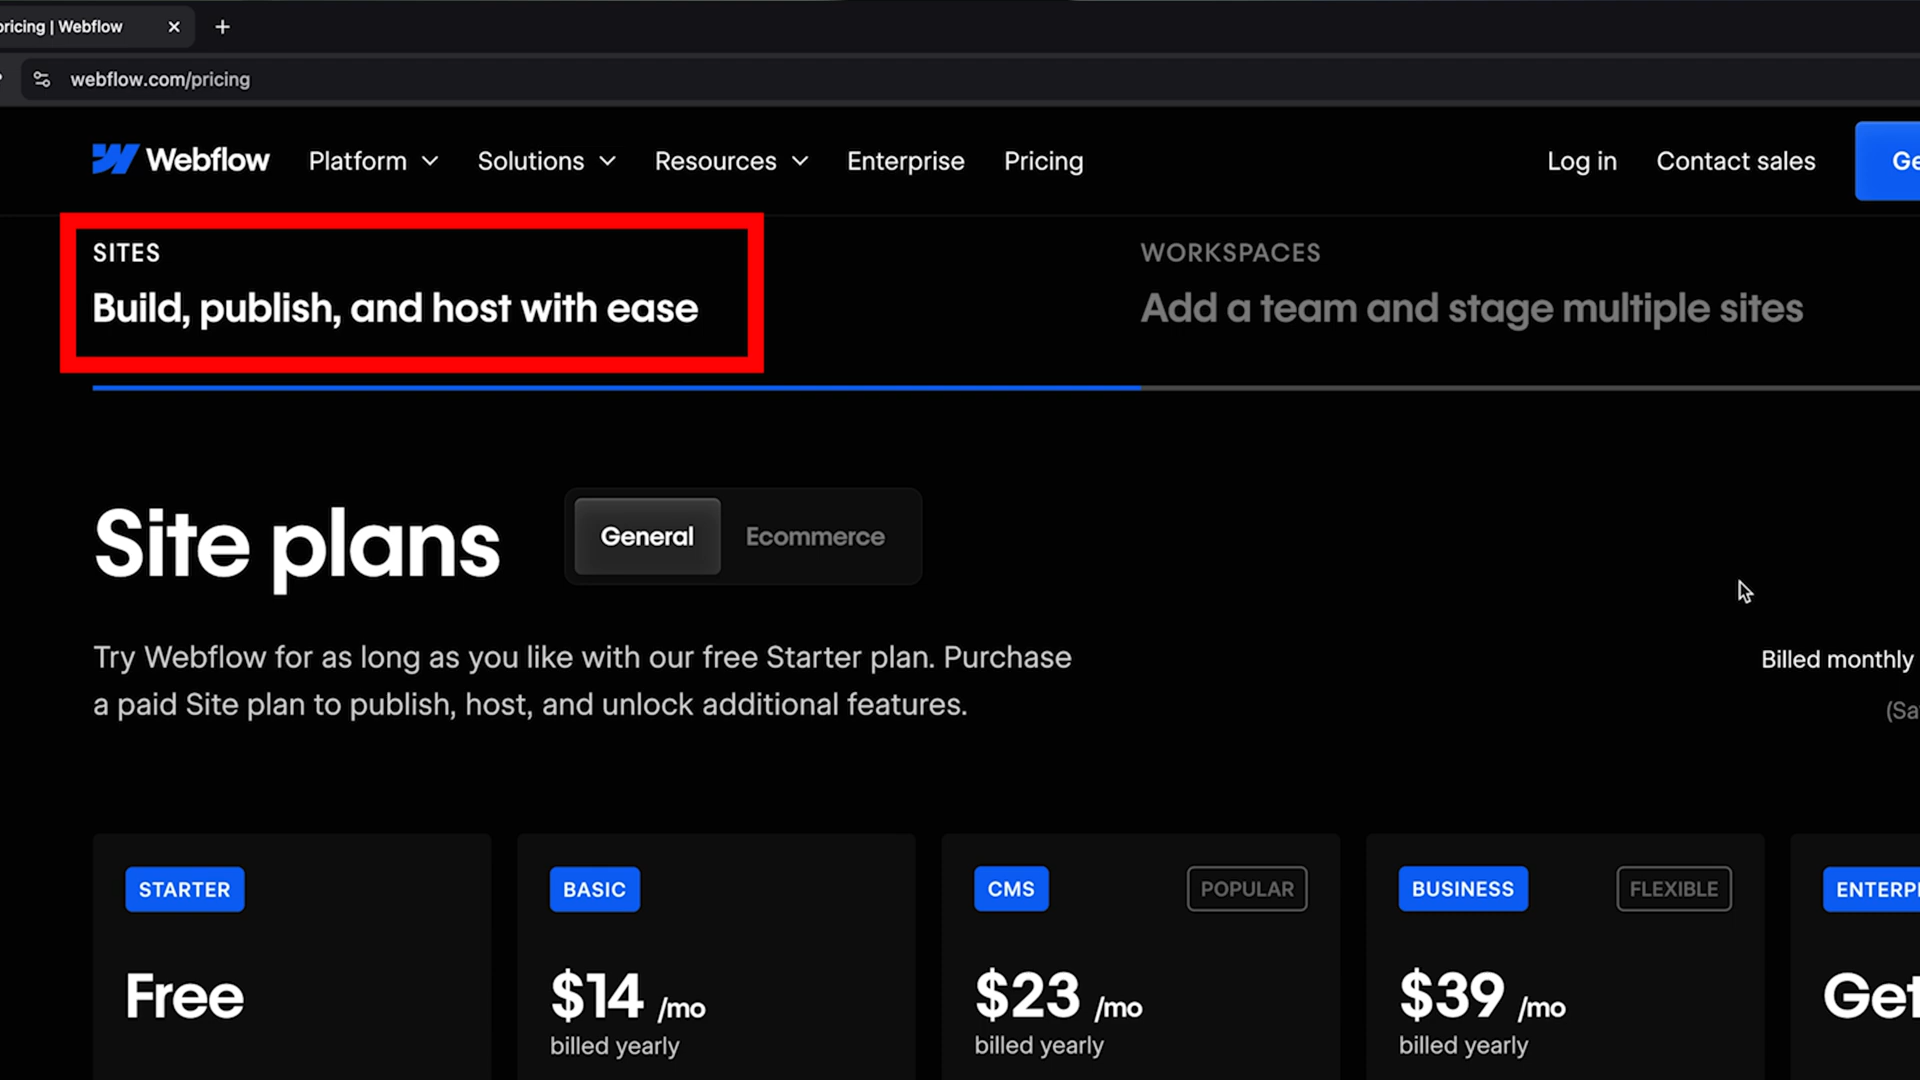 pricing | Webflow
webflow.com/pricing
Webflow Platform Solutions Resources Enterprise Pricing Log in Contact sales
SITES
Build, publish, and host with ease
WORKSPACES
Add a team and stage multiple sites
Site plans
General Ecommerce
Try Webflow for as long as you like with our free Starter plan. Purchase
a paid Site plan to publish, host, and unlock additional features.
Billed monthly
STARTER
Free
BASIC
$14 /mo
billed yearly
CMS POPULAR
$23 /mo
billed yearly
BUSINESS FLEXIBLE
$39 /mo
billed yearly
Get